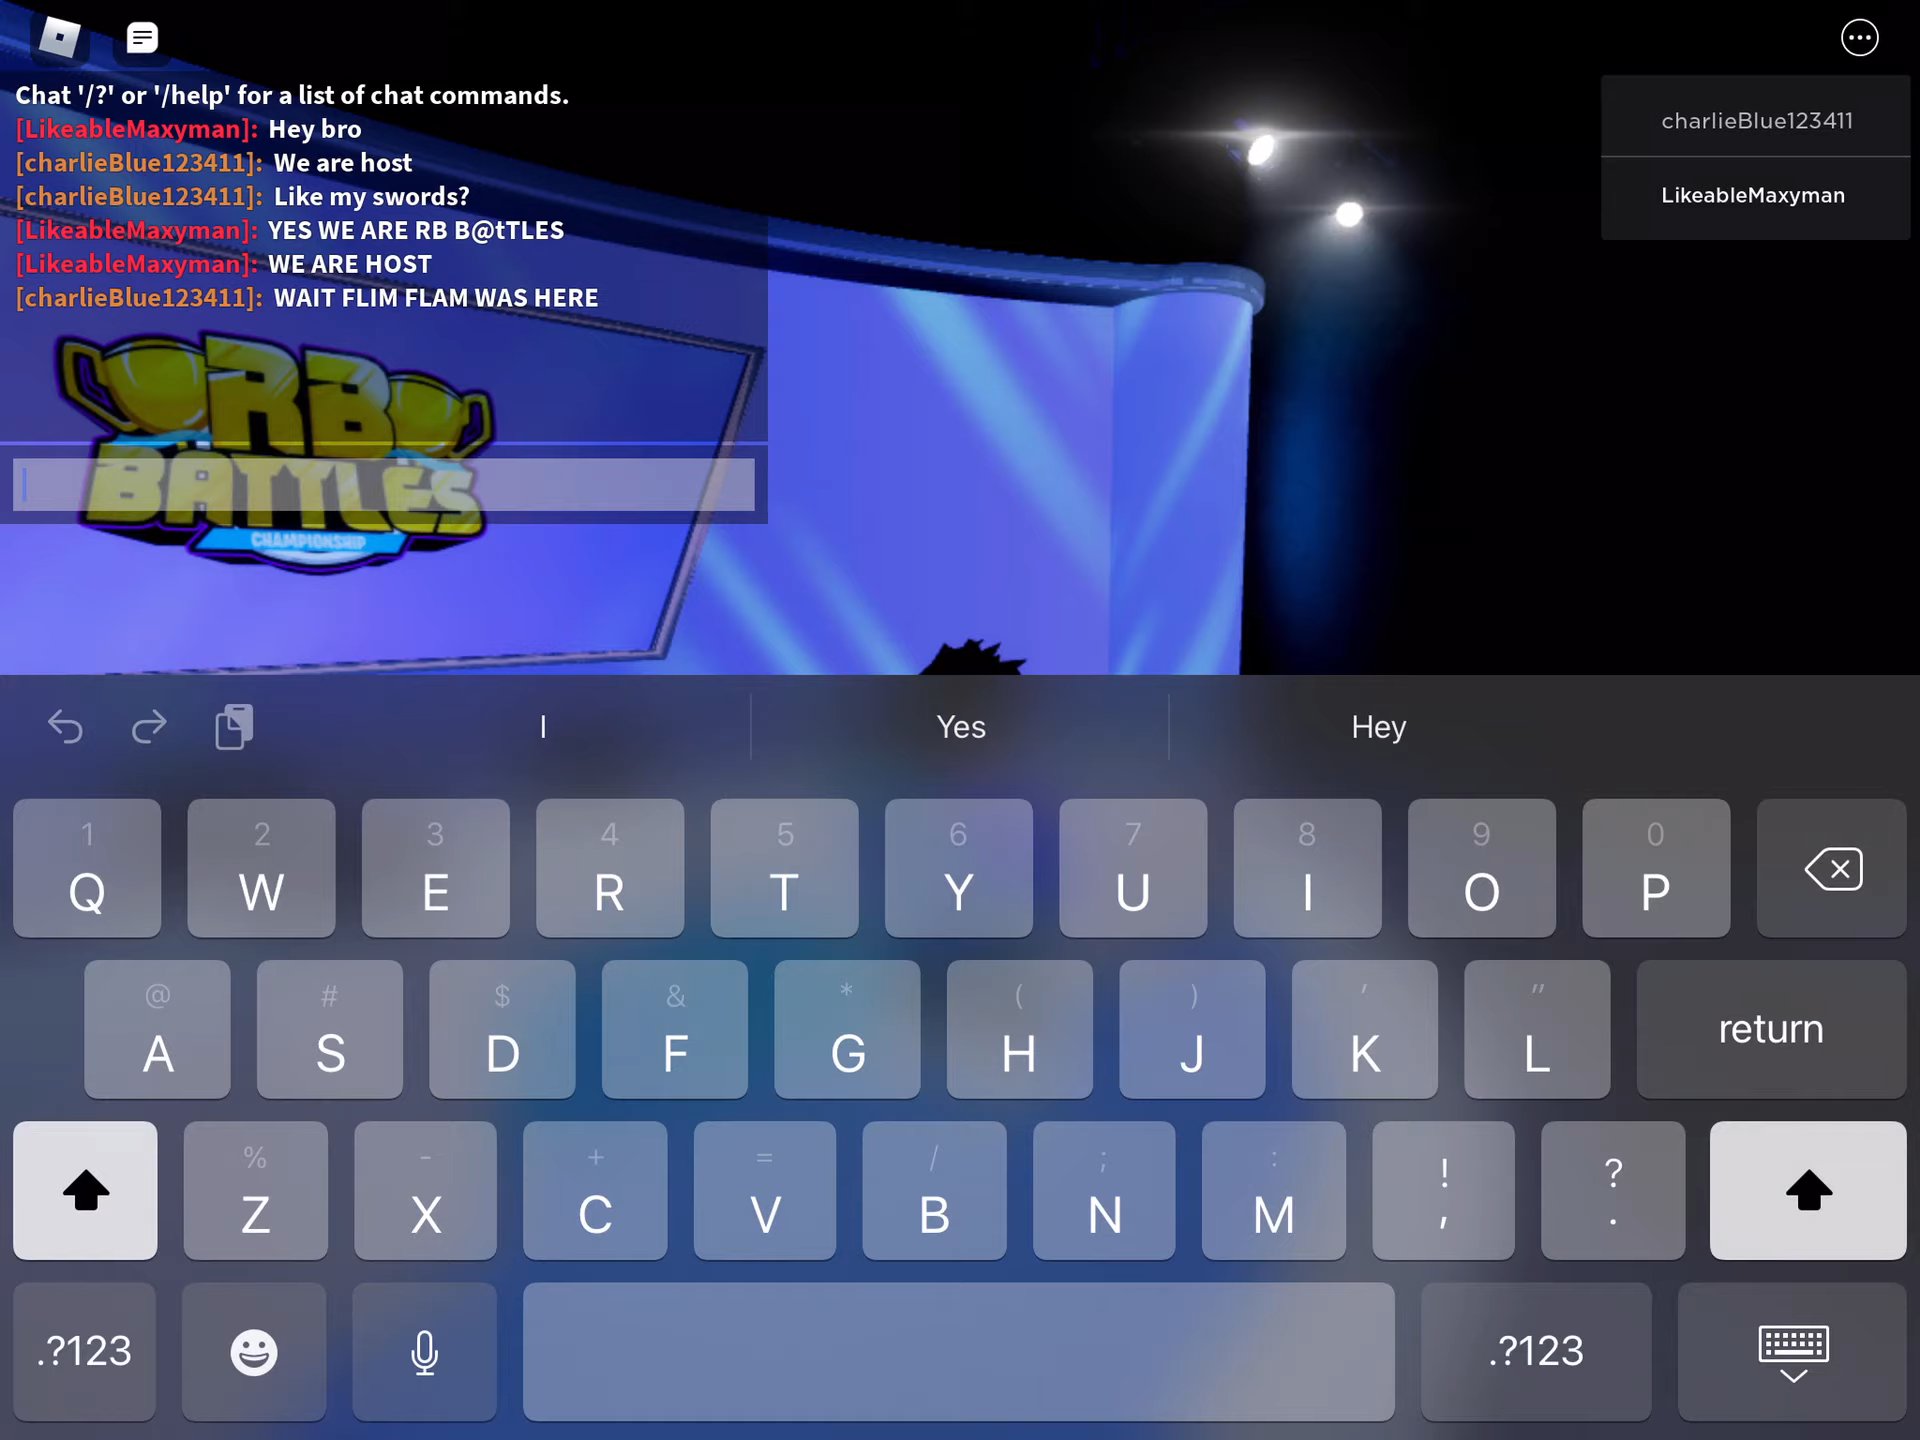 Chat '/?' or '/help' for a list of chat commands.
[LikeableMaxyman]: Hey bro
[charlieBlue123411]: We are host
[charlieBlue123411]: Like my swords?
[LikeableMaxyman]: YES WE ARE RB B@tTLES
[LikeableMaxyman]: WE ARE HOST
[charlieBlue123411]: WAIT FLIM FLAM WAS HERE
charlieBlue123411
LikeableMaxyman
RB
BATTLES
CHAMPIONSHIP
I Yes Hey
1 2 3 4 5 6 7 8 9 0
Q W E R T Y U I O P
@ # $ & * ( ) ' "
A S D F G H J K L return
% - + = / ; : ! ?
Z X C V B N M , .
.?123 .?123